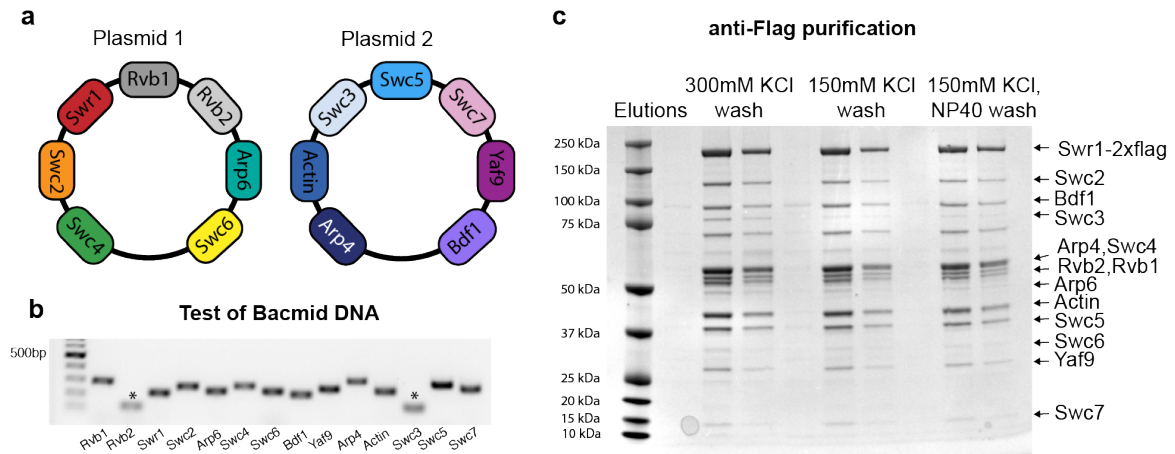 a
Plasmid 1
Plasmid 2
Rvb1
Rvb2
Arp6
Swc6
Swc4
Swc2
Swr1
Swc5
Swc7
Yaf9
Bdf1
Arp4
Actin
Swc3
b
Test of Bacmid DNA
500bp
*
*
Rvb1
Rvb2
Swr1
Swc2
Arp6
Swc4
Swc6
Bdf1
Yaf9
Arp4
Actin
Swc3
Swc5
Swc7
c
anti-Flag purification
Elutions
300mM KCl
wash
150mM KCl
wash
150mM KCl,
NP40 wash
250 kDa
150 kDa
100 kDa
75 kDa
50 kDa
37 kDa
25 kDa
20 kDa
15 kDa
10 kDa
Swr1-2xflag
Swc2
Bdf1
Swc3
Arp4,Swc4
Rvb2,Rvb1
Arp6
Actin
Swc5
Swc6
Yaf9
Swc7